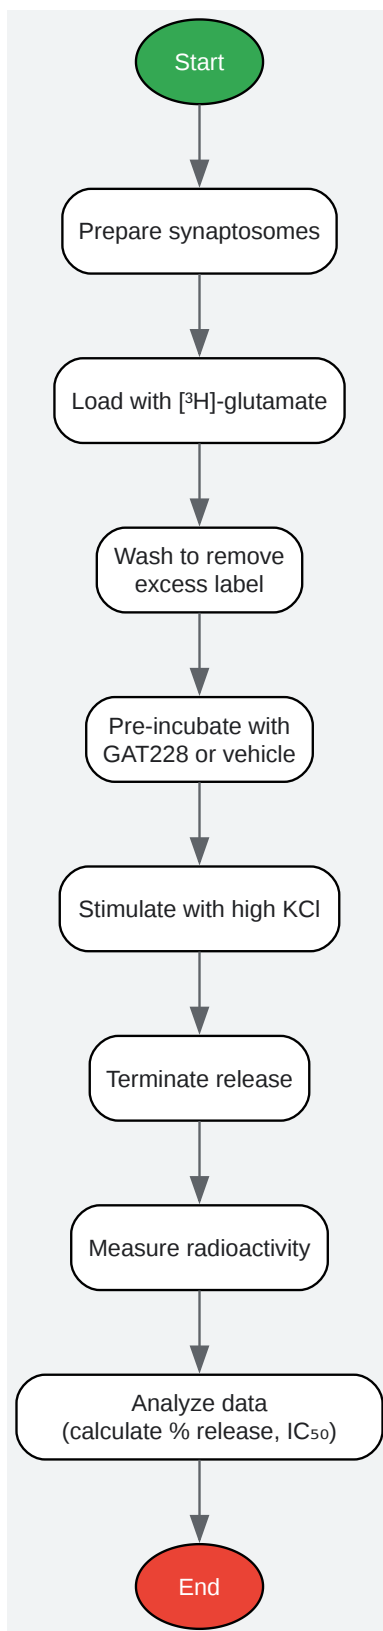 Start
Prepare synaptosomes
Load with [³H]-glutamate
Wash to remove
excess label
Pre-incubate with
GAT228 or vehicle
Stimulate with high KCl
Terminate release
Measure radioactivity
Analyze data
(calculate % release, IC₅₀)
End